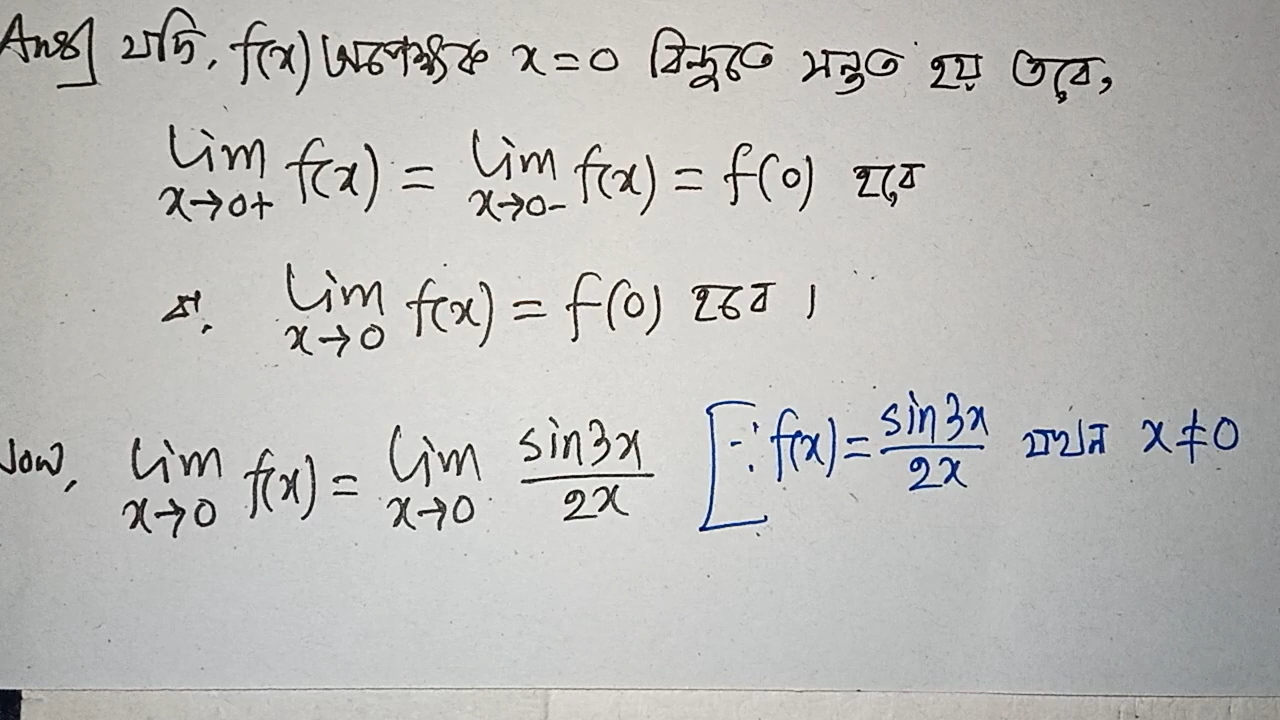 Ans] যদি, f(x) অপেক্ষক x=0 বিন্দুতে সন্তত হয় তবে,
lim x→0+ f(x) = lim x→0- f(x) = f(0) হবে
বা, lim x→0 f(x) = f(0) হবে।
Now, lim x→0 f(x) = lim x→0 sin3x/2x [∵ f(x) = sin3x/2x যখন x≠0